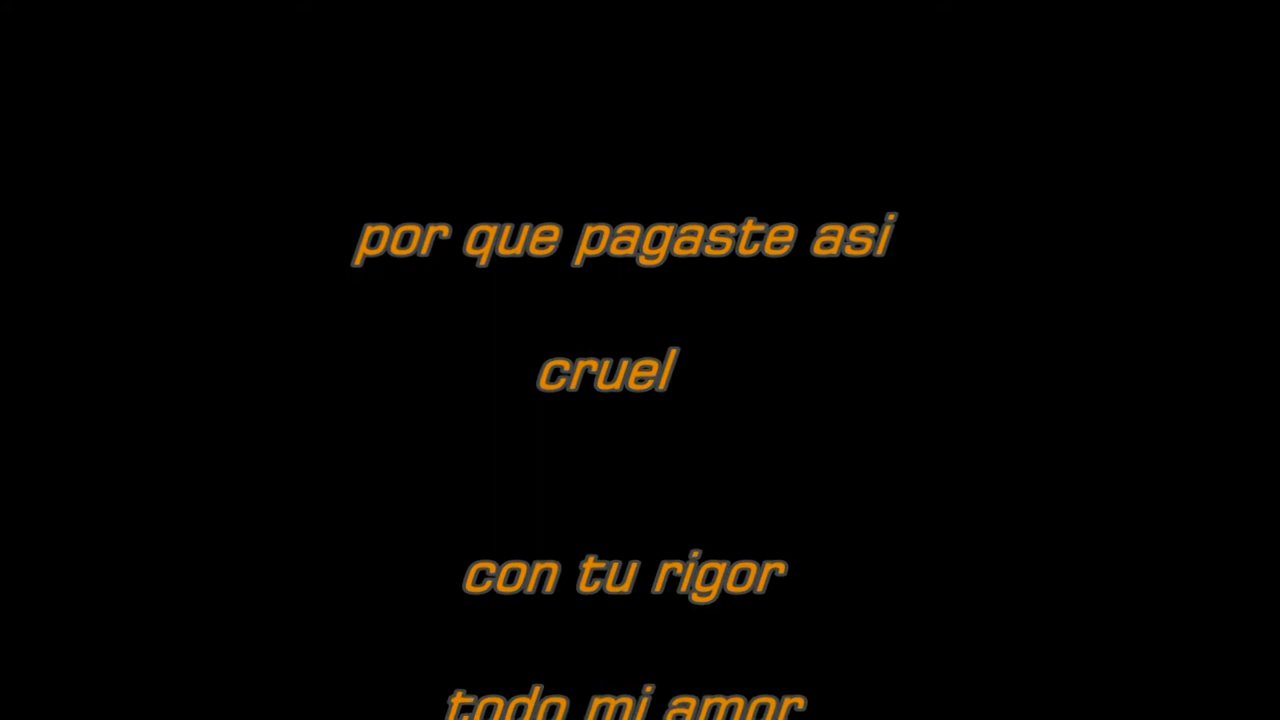 por que pagaste asi
cruel
con tu rigor
todo mi amor